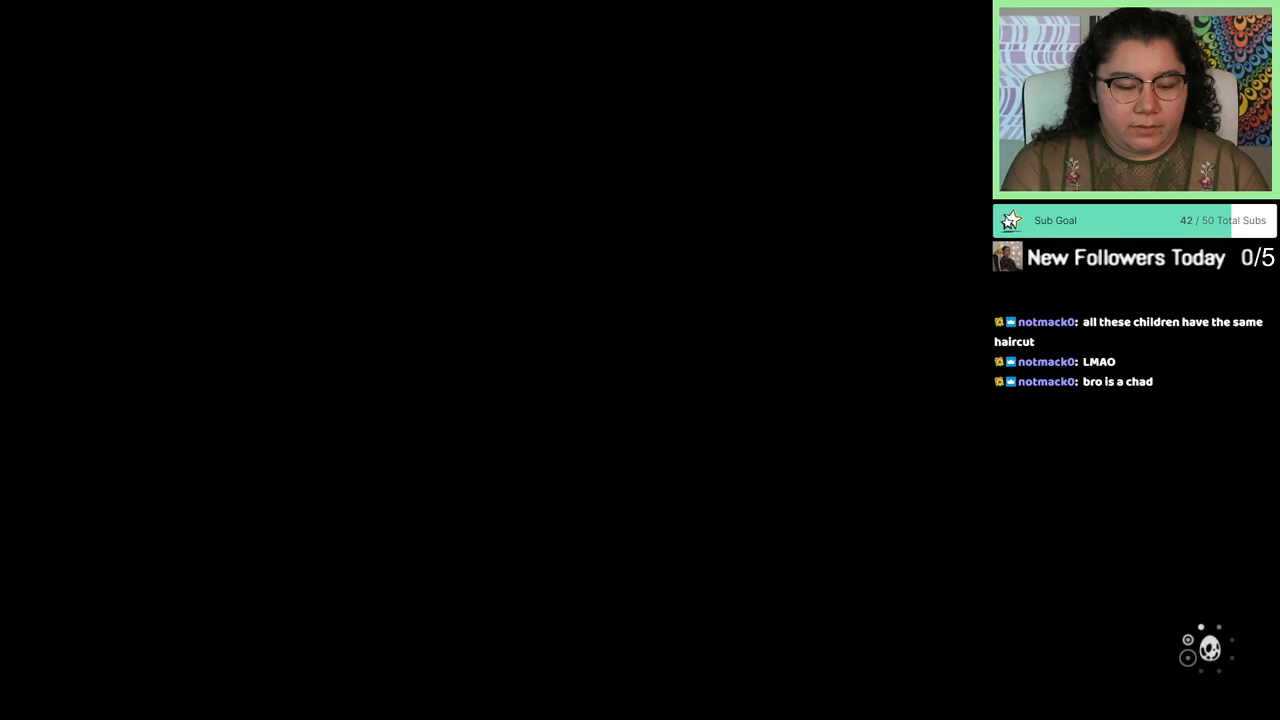 Sub Goal
42 / 50 Total Subs
New Followers Today 0/5
notmack0: all these children have the same
haircut
notmack0: LMAO
notmack0: bro is a chad